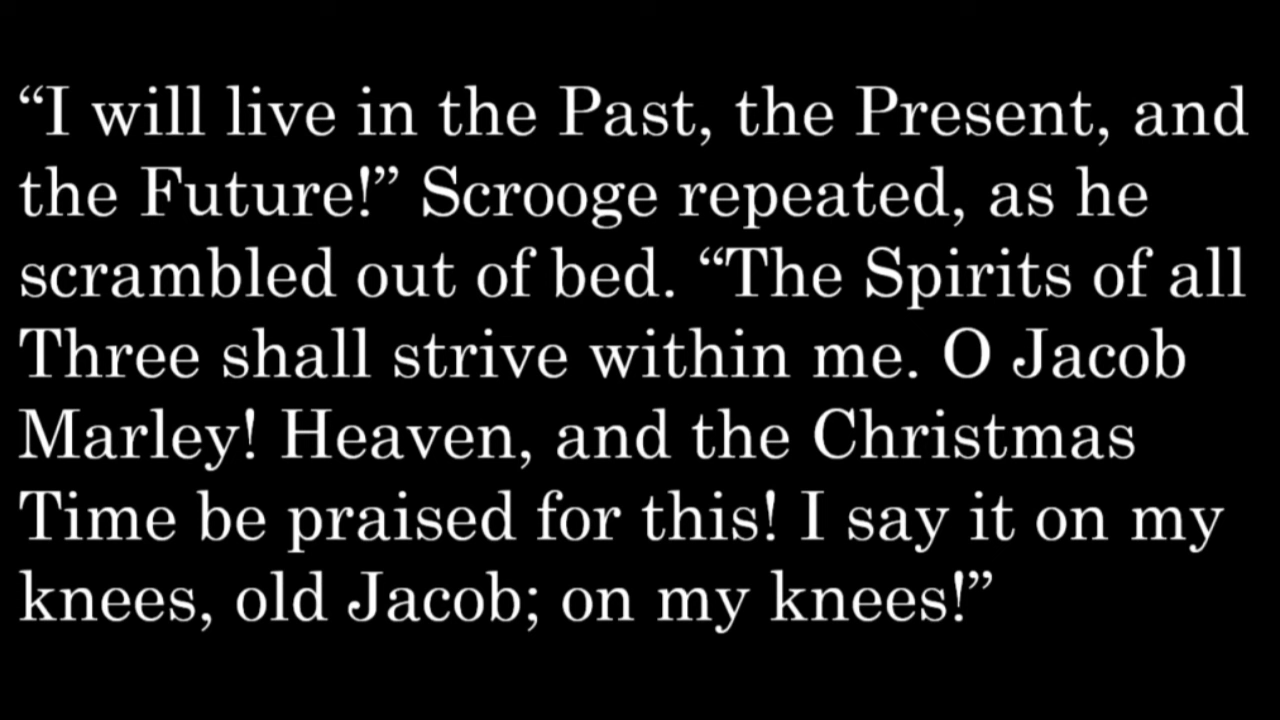 “I will live in the Past, the Present, and
the Future!” Scrooge repeated, as he
scrambled out of bed. “The Spirits of all
Three shall strive within me. O Jacob
Marley! Heaven, and the Christmas
Time be praised for this! I say it on my
knees, old Jacob; on my knees!”